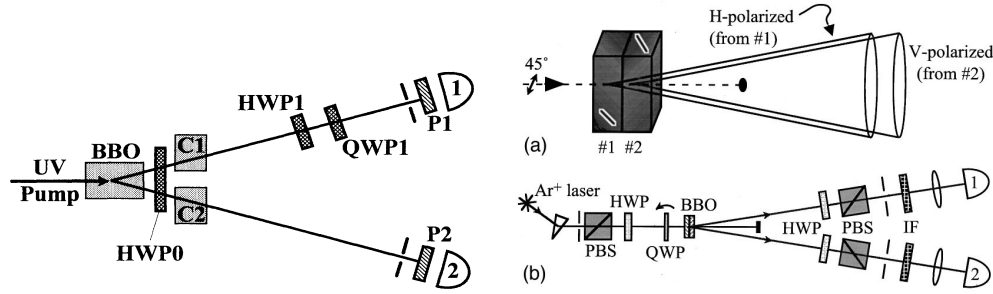 HWP1
1
C1
P1
BBO
QWP1
UV
Pump
C2
P2
HWP0
2
H-polarized
(from #1)
45°
V-polarized
(from #2)
(a)
#1 #2
Ar+ laser
HWP
BBO
1
PBS
QWP
HWP
PBS
IF
(b)
2